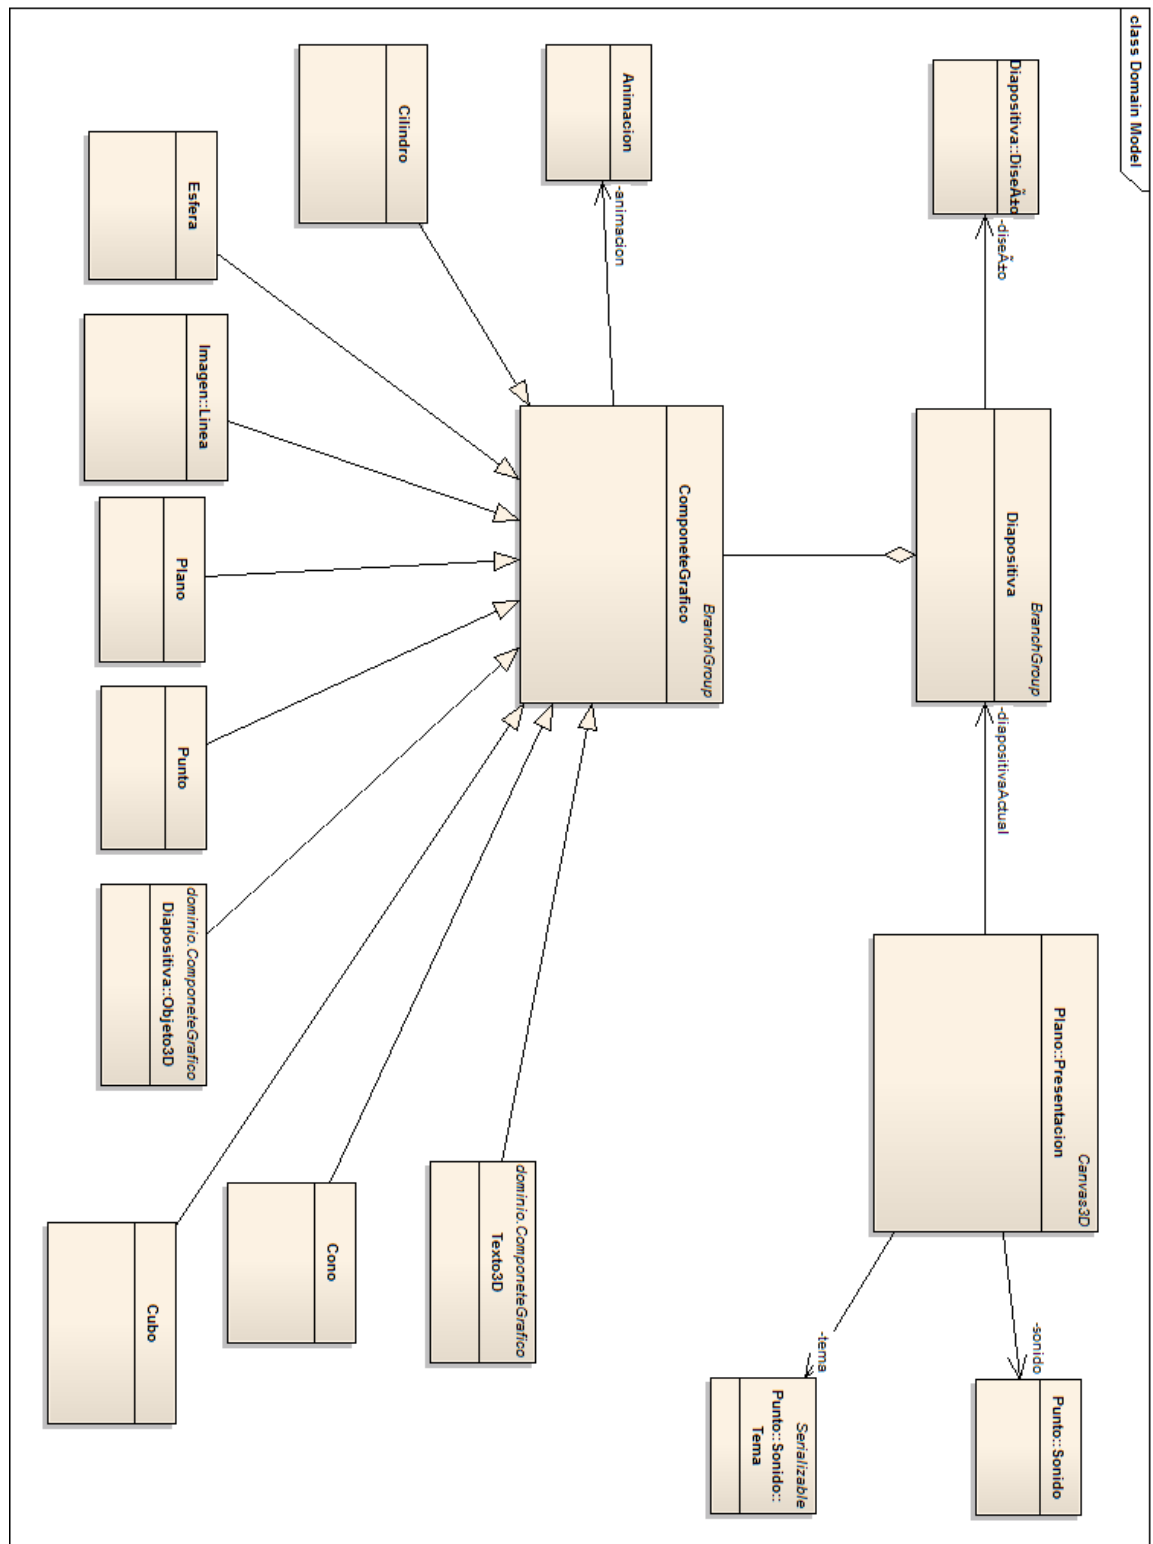 class Domain Model
Diapositiva::DiseÃ±o
-diseÃ±o
BranchGroup
Diapositiva
-diapositivaActual
Canvas3D
Plano::Presentacion
-sonido
Punto::Sonido
-tema
Serializable
Punto::Sonido::
Tema
Animacion
-animacion
BranchGroup
ComponeteGrafico
dominio.ComponeteGrafico
Texto3D
Cilindro
Cono
Esfera
Imagen::Linea
Plano
Punto
dominio.ComponeteGrafico
Diapositiva::Objeto3D
Cubo